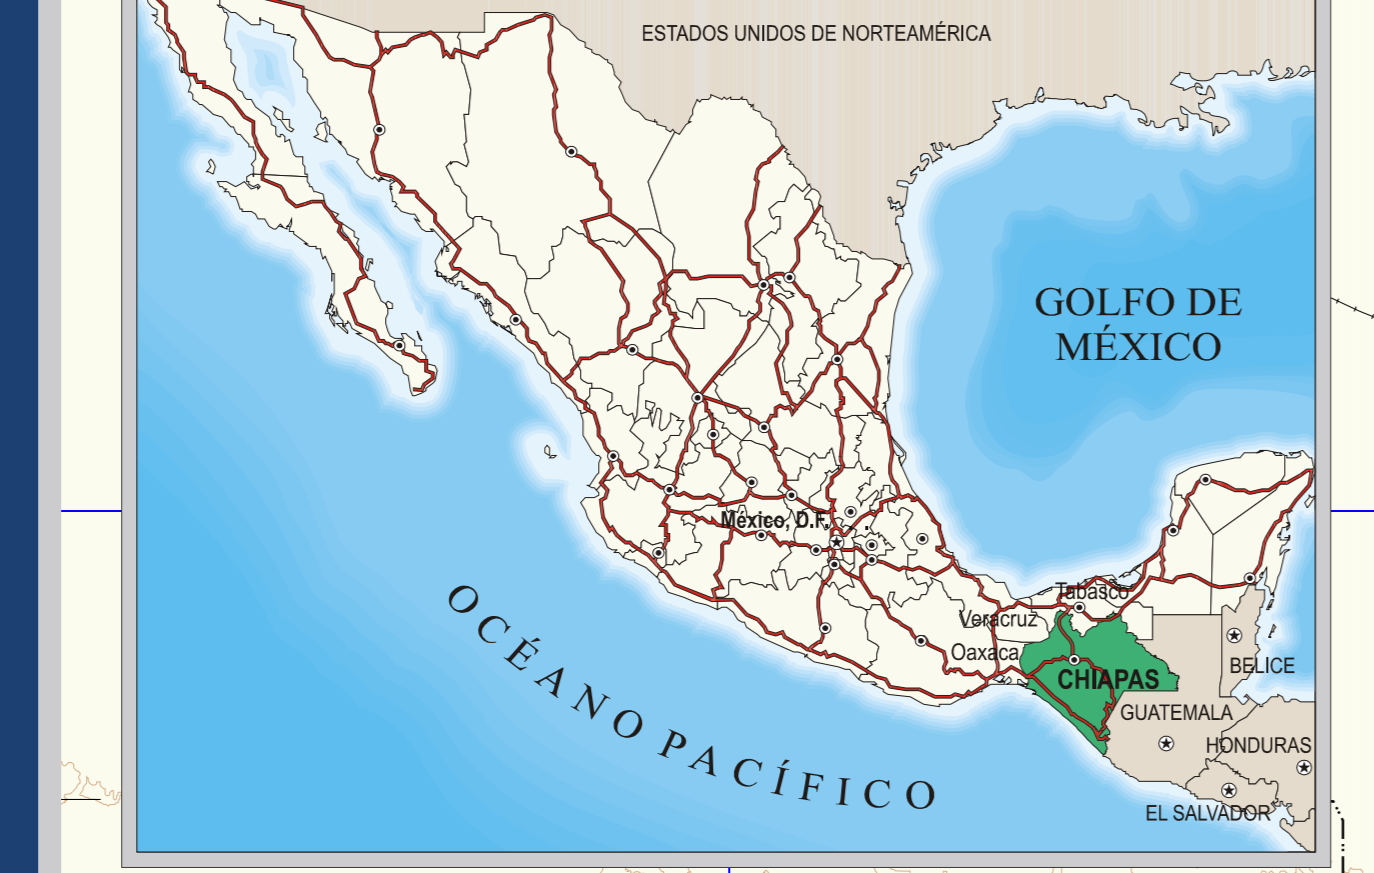 ESTADOS UNIDOS DE NORTEAMÉRICA
GOLFO DE
MÉXICO
México, D.F.
Tabasco
Veracruz
Oaxaca
CHIAPAS
BELICE
GUATEMALA
HONDURAS
EL SALVADOR
OCÉANO PACÍFICO